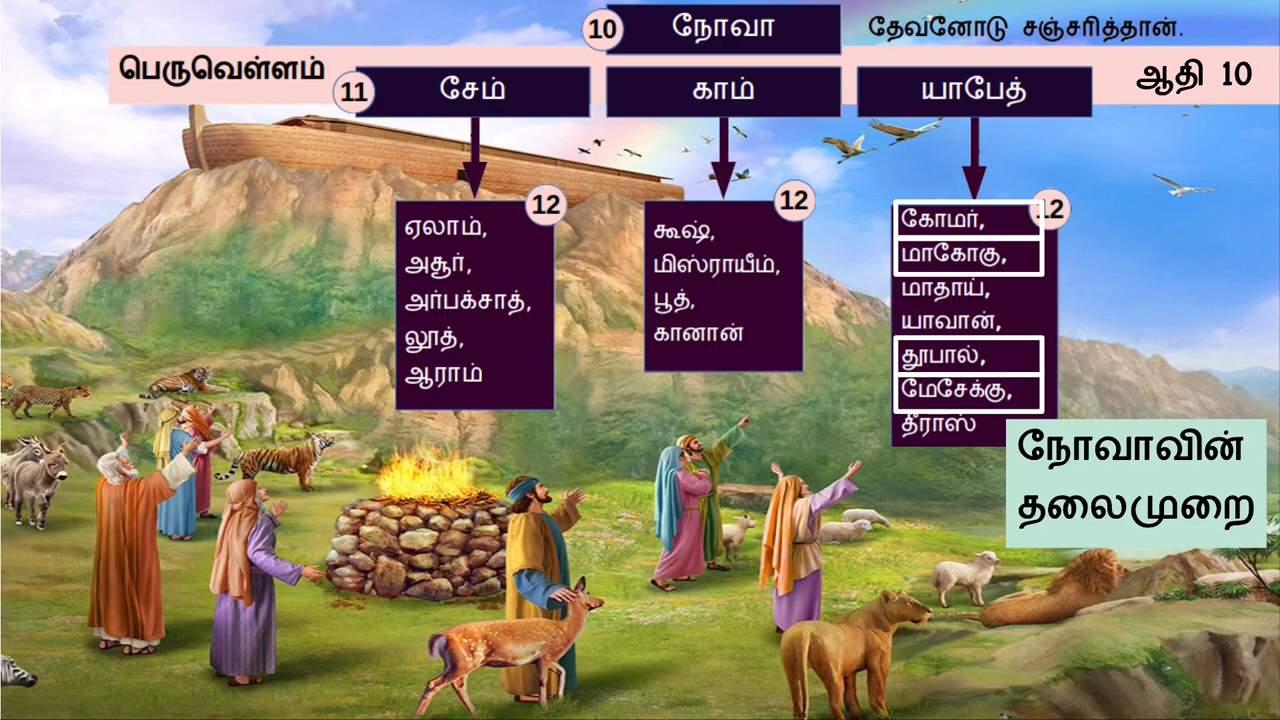 10 நோவா தேவனோடு சஞ்சரித்தான்.
பெருவெள்ளம் 11 சேம் காம் யாபேத் ஆதி 10
12
ஏலாம்,
அசூர்,
அர்பக்சாத்,
லூத்,
ஆராம்
12
கூஷ்,
மிஸ்ராயீம்,
பூத்,
கானான்
12
கோமர்,
மாகோகு,
மாதாய்,
யாவான்,
தூபால்,
மேசேக்கு,
தீராஸ்
நோவாவின்
தலைமுறை